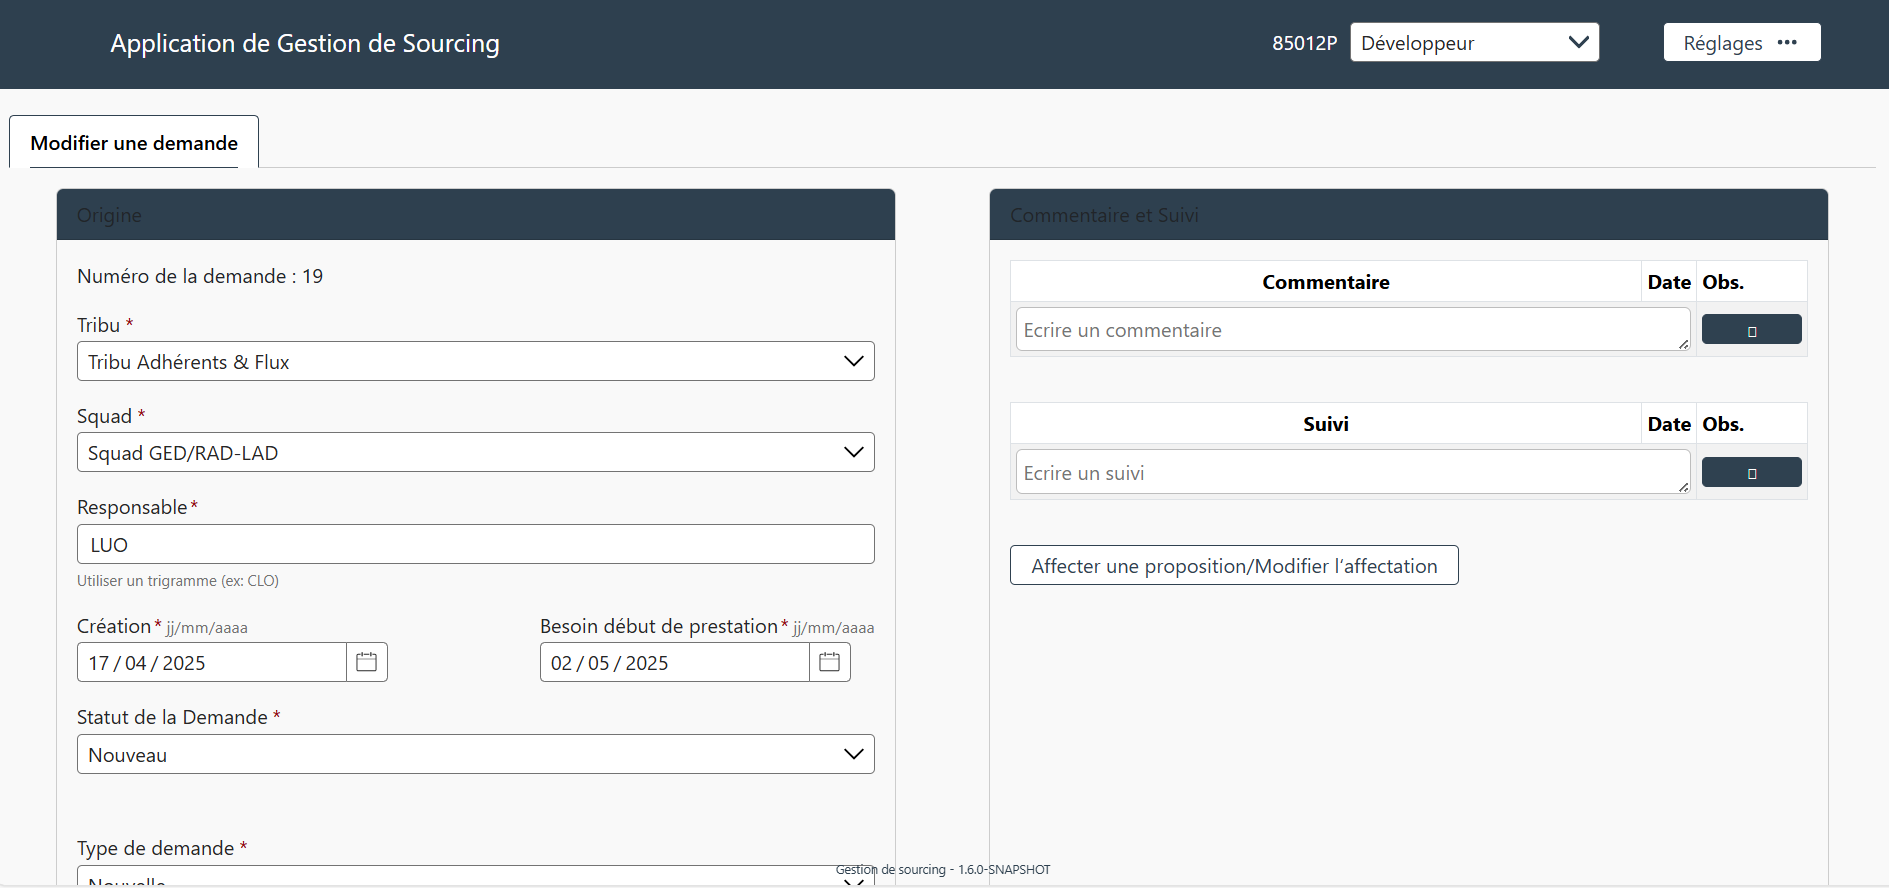 Application de Gestion de Sourcing
85012P
Développeur
Réglages
Modifier une demande
Origine
Numéro de la demande : 19
Tribu *
Tribu Adhérents & Flux
Squad *
Squad GED/RAD-LAD
Responsable*
LUO
Utiliser un trigramme (ex: CLO)
Création* jj/mm/aaaa
17 / 04 / 2025
Besoin début de prestation* jj/mm/aaaa
02 / 05 / 2025
Statut de la Demande *
Nouveau
Type de demande *
Nouvelle
Commentaire et Suivi
Commentaire Date Obs.
Ecrire un commentaire
Suivi Date Obs.
Ecrire un suivi
Affecter une proposition/Modifier l'affectation
Gestion de sourcing - 1.6.0-SNAPSHOT